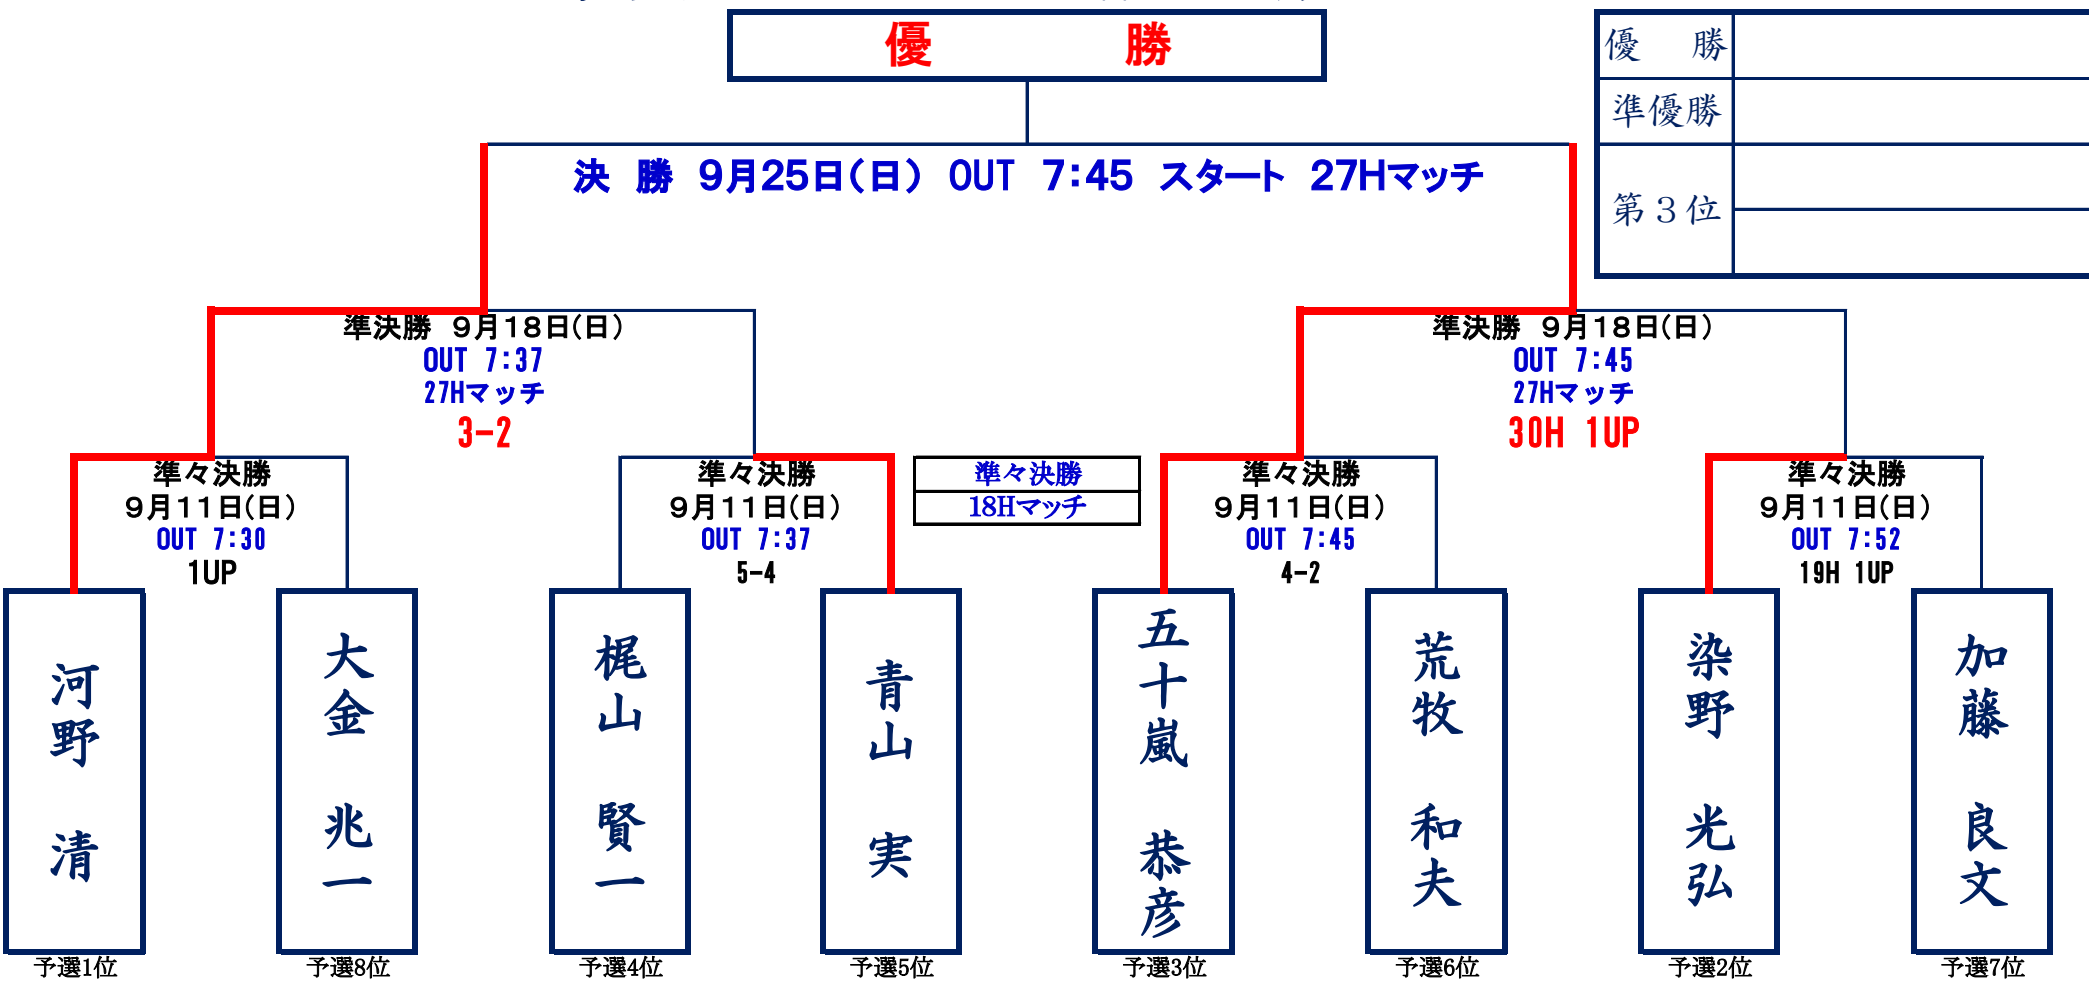 優　　勝
優　勝
準優勝
第３位
決　勝　９月２５日（日）　OUT　7：45　スタート　27Hマッチ
準決勝　９月１８日（日）
OUT 7：37
27Hマッチ
3-2
準決勝　９月１８日（日）
OUT 7：45
27Hマッチ
30H 1UP
準々決勝
９月１１日（日）
OUT 7：30
1UP
準々決勝
９月１１日（日）
OUT 7：37
5-4
準々決勝
18Hマッチ
準々決勝
９月１１日（日）
OUT 7：45
4-2
準々決勝
９月１１日（日）
OUT 7：52
19H 1UP
河野　清
大金　兆一
梶山　賢一
青山　実
五十嵐　恭彦
荒牧　和夫
染野　光弘
加藤　良文
予選1位
予選8位
予選4位
予選5位
予選3位
予選6位
予選2位
予選7位